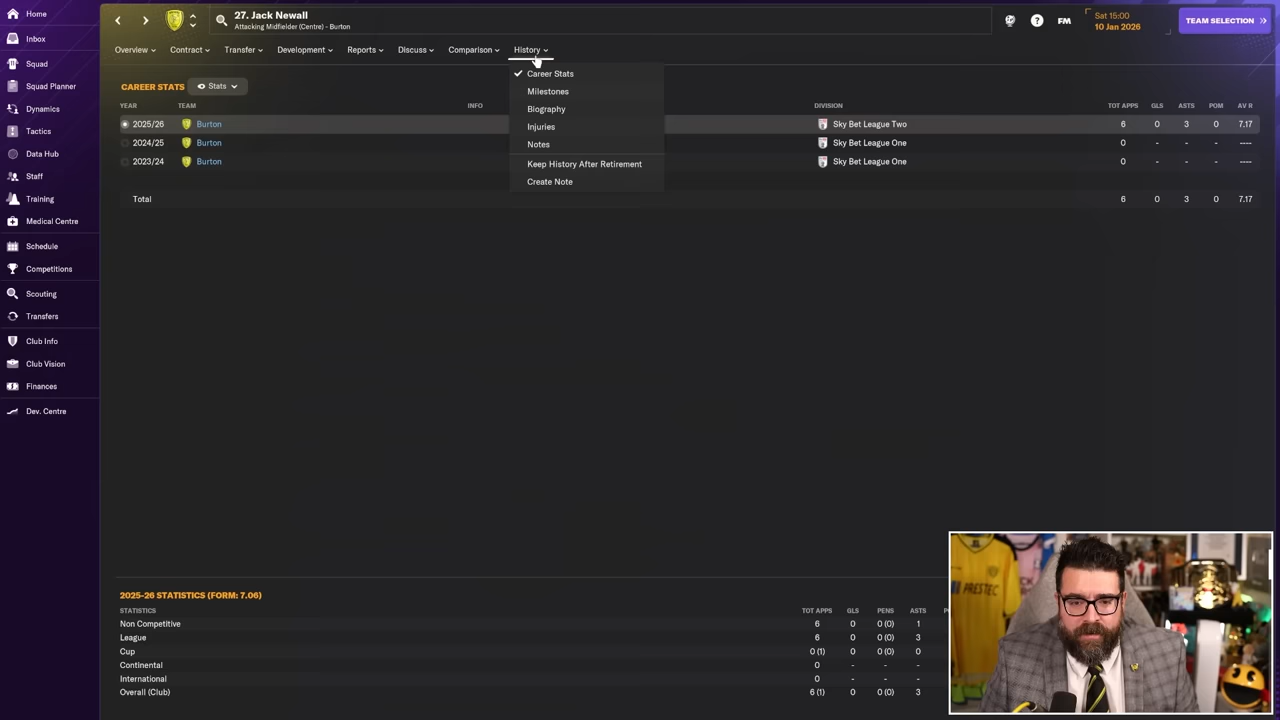 Home
Inbox
Squad
Squad Planner
Dynamics
Tactics
Data Hub
Staff
Training
Medical Centre
Schedule
Competitions
Scouting
Transfers
Club Info
Club Vision
Finances
Dev. Centre
27. Jack Newall
Attacking Midfielder (Centre) - Burton
FM
Sat 15:00
10 Jan 2026
TEAM SELECTION
Overview Contract Transfer Development Reports Discuss Comparison History
Career Stats
Milestones
Biography
Injuries
Notes
Keep History After Retirement
Create Note
CAREER STATS Stats
YEAR TEAM INFO DIVISION TOT APPS GLS ASTS POM AV R
2025/26 Burton Sky Bet League Two 6 0 3 0 7.17
2024/25 Burton Sky Bet League One 0 - - - ----
2023/24 Burton Sky Bet League One 0 - - - ----
Total 6 0 3 0 7.17
2025-26 STATISTICS (FORM: 7.06)
STATISTICS TOT APPS GLS PENS ASTS
Non Competitive 6 0 0 (0) 1
League 6 0 0 (0) 3
Cup 0 (1) 0 0 (0) 0
Continental 0 - - -
International 0 - - -
Overall (Club) 6 (1) 0 0 (0) 3
PRESTEC